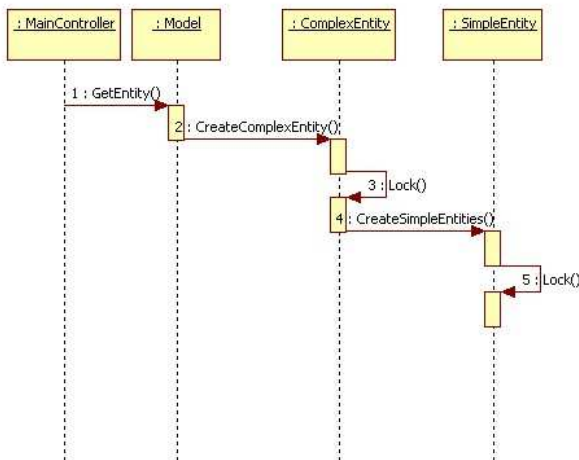 : MainController
: Model
: ComplexEntity
: SimpleEntity
1 : GetEntity()
2 : CreateComplexEntity()
3 : Lock()
4 : CreateSimpleEntities()
5 : Lock()